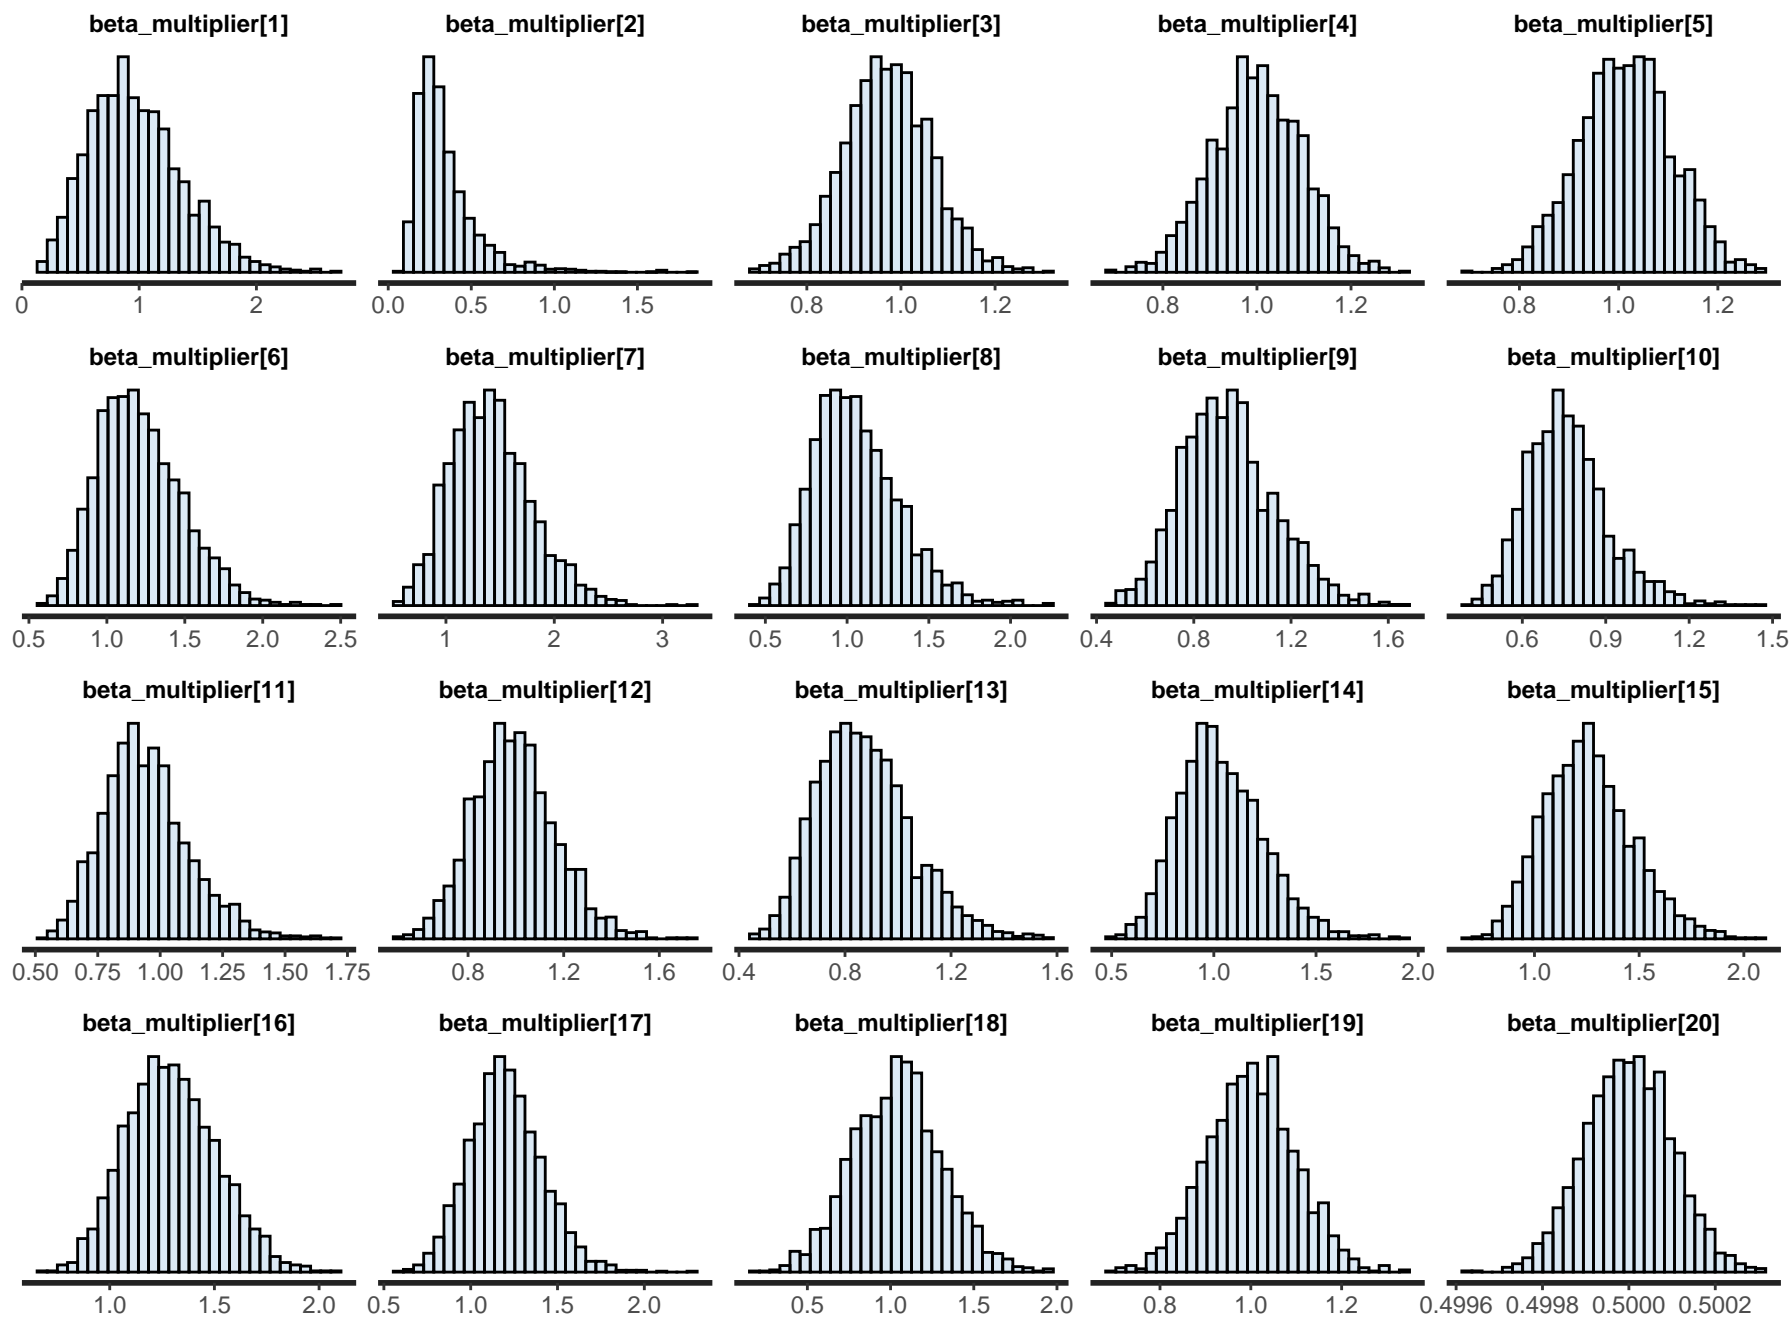 beta_multiplier[1] beta_multiplier[2] beta_multiplier[3] beta_multiplier[4] beta_multiplier[5]
0 1 2 0.0 0.5 1.0 1.5 0.8 1.0 1.2 0.8 1.0 1.2 0.8 1.0 1.2
beta_multiplier[6] beta_multiplier[7] beta_multiplier[8] beta_multiplier[9] beta_multiplier[10]
0.5 1.0 1.5 2.0 2.5 1 2 3 0.5 1.0 1.5 2.0 0.4 0.8 1.2 1.6 0.6 0.9 1.2 1.5
beta_multiplier[11] beta_multiplier[12] beta_multiplier[13] beta_multiplier[14] beta_multiplier[15]
0.50 0.75 1.00 1.25 1.50 1.75 0.8 1.2 1.6 0.4 0.8 1.2 1.6 0.5 1.0 1.5 2.0 1.0 1.5 2.0
beta_multiplier[16] beta_multiplier[17] beta_multiplier[18] beta_multiplier[19] beta_multiplier[20]
1.0 1.5 2.0 0.5 1.0 1.5 2.0 0.5 1.0 1.5 2.0 0.8 1.0 1.2 0.4996 0.4998 0.5000 0.5002